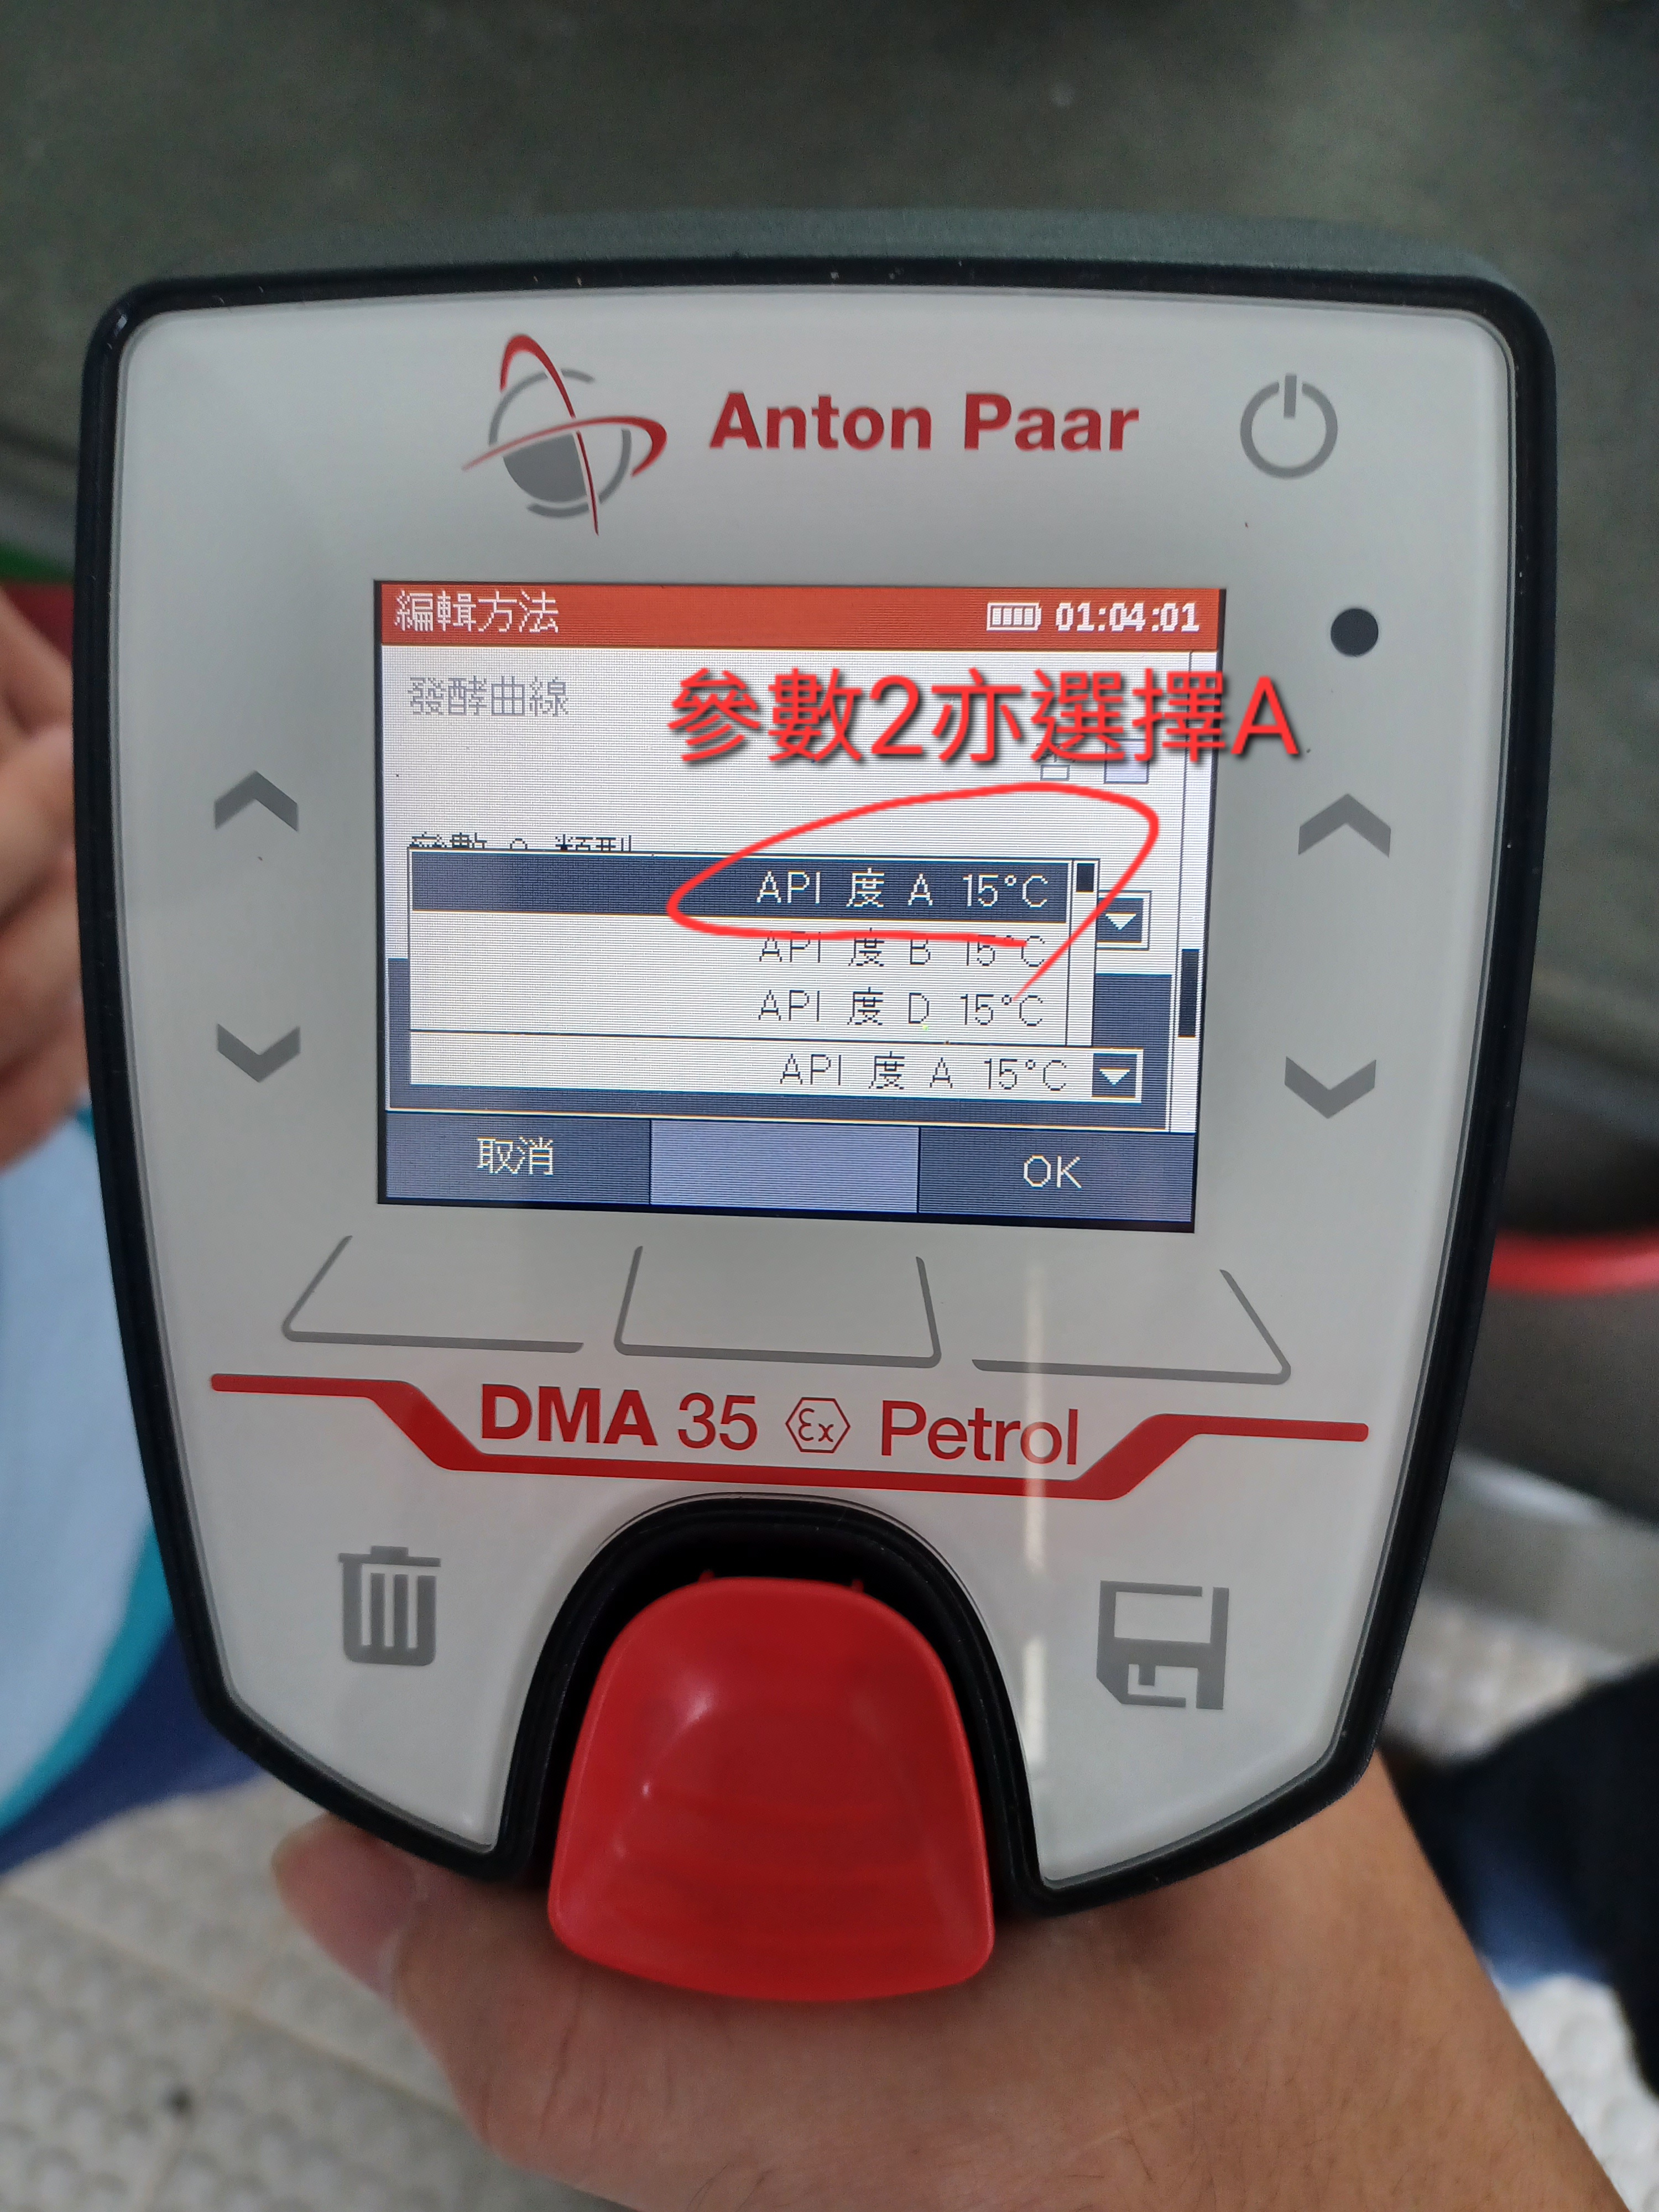 Anton Paar
編輯方法 01:04:01
發酵曲線
參數2亦選擇A
API 度 A 15°C
API 度 B 15°C
API 度 D 15°C
API 度 A 15°C
取消 OK
DMA 35 Ex Petrol